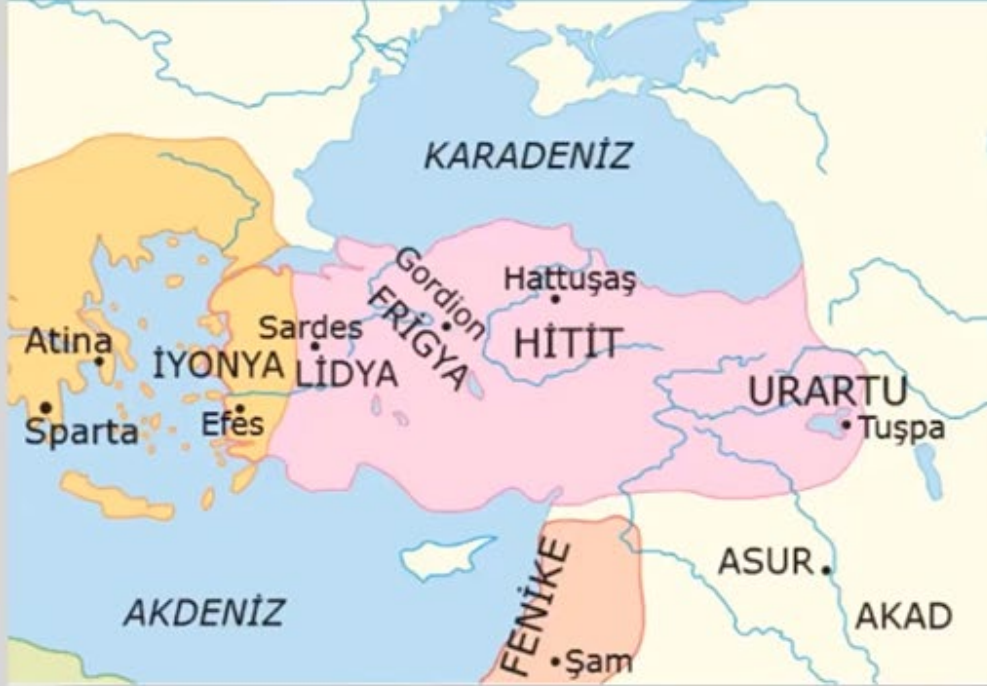 KARADENİZ
Gordion
Hattuşaş
FRİGYA
Sardes
HİTİT
Atina
İYONYA
LİDYA
URARTU
Efes
Sparta
Tuşpa
FENİKE
ASUR
AKDENİZ
AKAD
Şam